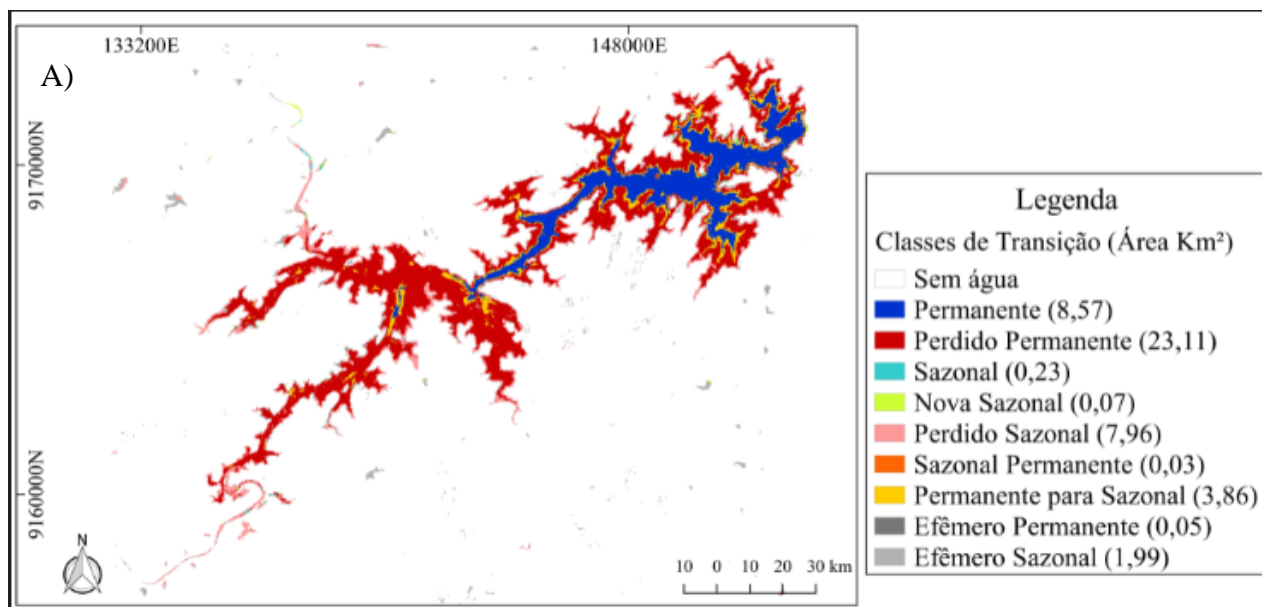 133200E 148000E
A)
9170000N
9160000N
N
10 0 10 20 30 km
Legenda
Classes de Transição (Área Km²)
Sem água
Permanente (8,57)
Perdido Permanente (23,11)
Sazonal (0,23)
Nova Sazonal (0,07)
Perdido Sazonal (7,96)
Sazonal Permanente (0,03)
Permanente para Sazonal (3,86)
Efêmero Permanente (0,05)
Efêmero Sazonal (1,99)